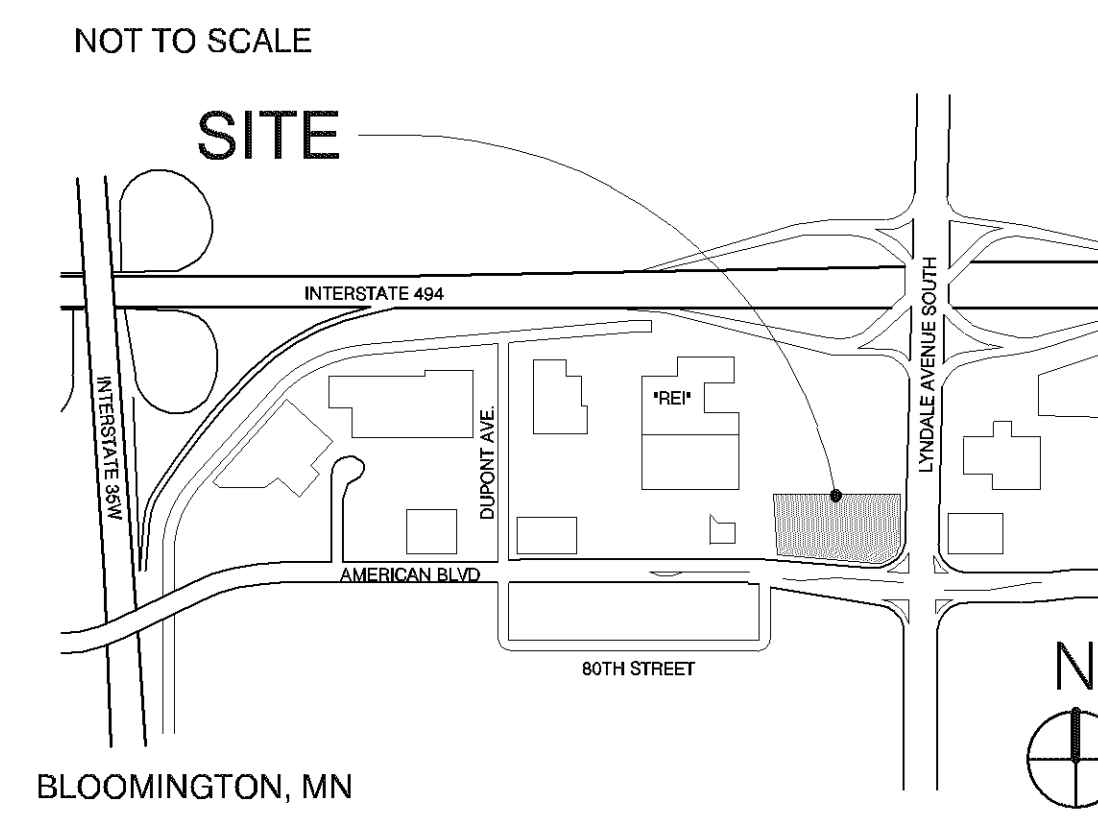 NOT TO SCALE
SITE
INTERSTATE 494
LYNDALE AVENUE SOUTH
INTERSTATE 35W
"REI"
DUPONT AVE.
AMERICAN BLVD
80TH STREET
N
BLOOMINGTON, MN